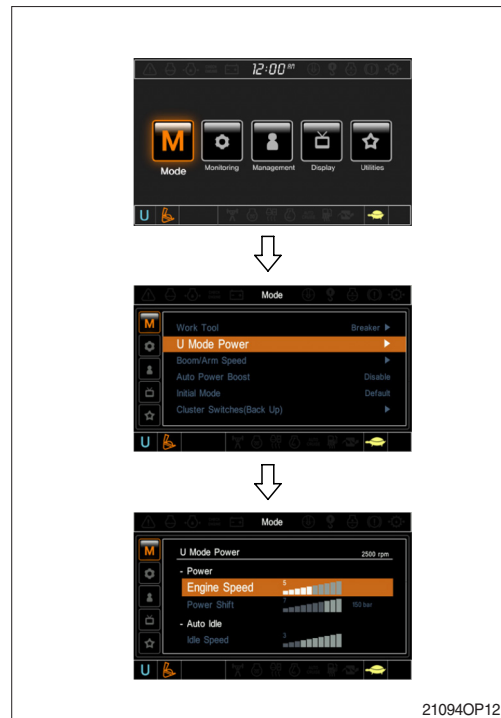 12:00 AM
M
Mode Monitoring Management Display Utilities
U
Mode
M
Work Tool Breaker
U Mode Power
Boom/Arm Speed
Auto Power Boost Disable
Initial Mode Default
Cluster Switches(Back Up)
U
Mode
M
U Mode Power 2500 rpm
- Power
Engine Speed 5
Power Shift 7 150 bar
- Auto Idle
Idle Speed 3
U
21094OP12